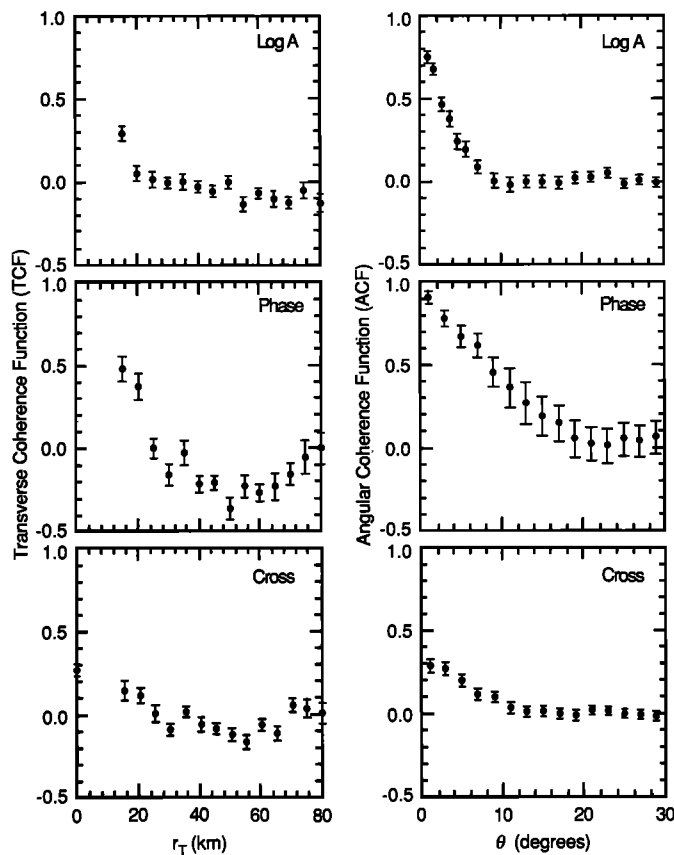 Transverse Coherence Function (TCF)
1.0
0.5
0.0
-0.5
Log A
1.0
0.5
0.0
-0.5
Phase
1.0
0.5
0.0
-0.5
Cross
0 20 40 60 80
r_T (km)
Angular Coherence Function (ACF)
1.0
0.5
0.0
-0.5
Log A
1.0
0.5
0.0
-0.5
Phase
1.0
0.5
0.0
-0.5
Cross
0 10 20 30
θ (degrees)